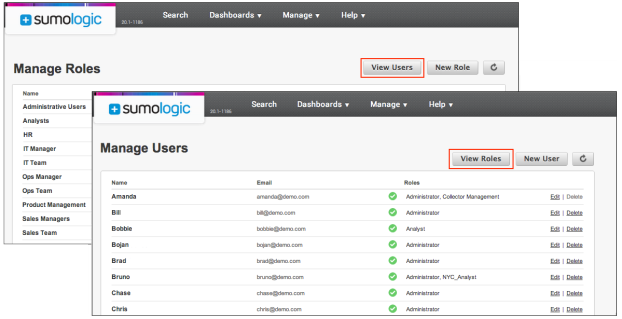 sumologic
20.1-1186
Search Dashboards ▾ Manage ▾ Help ▾
Manage Roles
View Users New Role
Name
Administrative Users
Analysts
HR
IT Manager
IT Team
Ops Manager
Ops Team
Product Management
Sales Managers
Sales Team
sumologic
20.1-1186
Search Dashboards ▾ Manage ▾ Help ▾
Manage Users
View Roles New User
Name Email Roles
Amanda amanda@demo.com Administrator, Collector Management Edit | Delete
Bill bill@demo.com Administrator Edit | Delete
Bobbie bobbie@demo.com Analyst Edit | Delete
Bojan bojan@demo.com Administrator Edit | Delete
Brad brad@demo.com Administrator Edit | Delete
Bruno bruno@demo.com Administrator, NYC_Analyst Edit | Delete
Chase chase@demo.com Administrator Edit | Delete
Chris chris@demo.com Administrator Edit | Delete